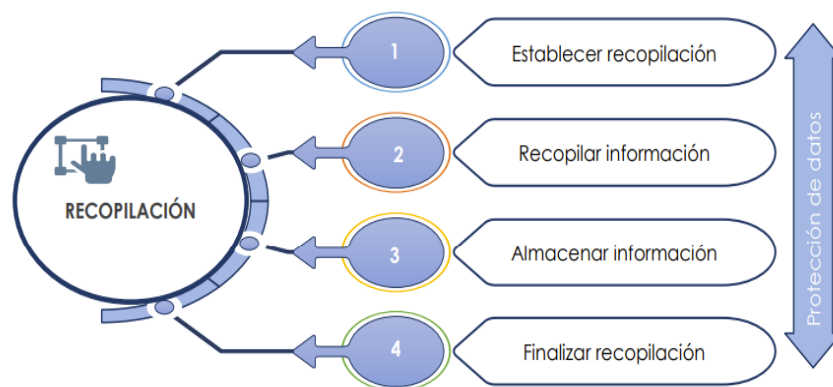 RECOPILACIÓN
1
Establecer recopilación
2
Recopilar información
3
Almacenar información
4
Finalizar recopilación
Protección de datos